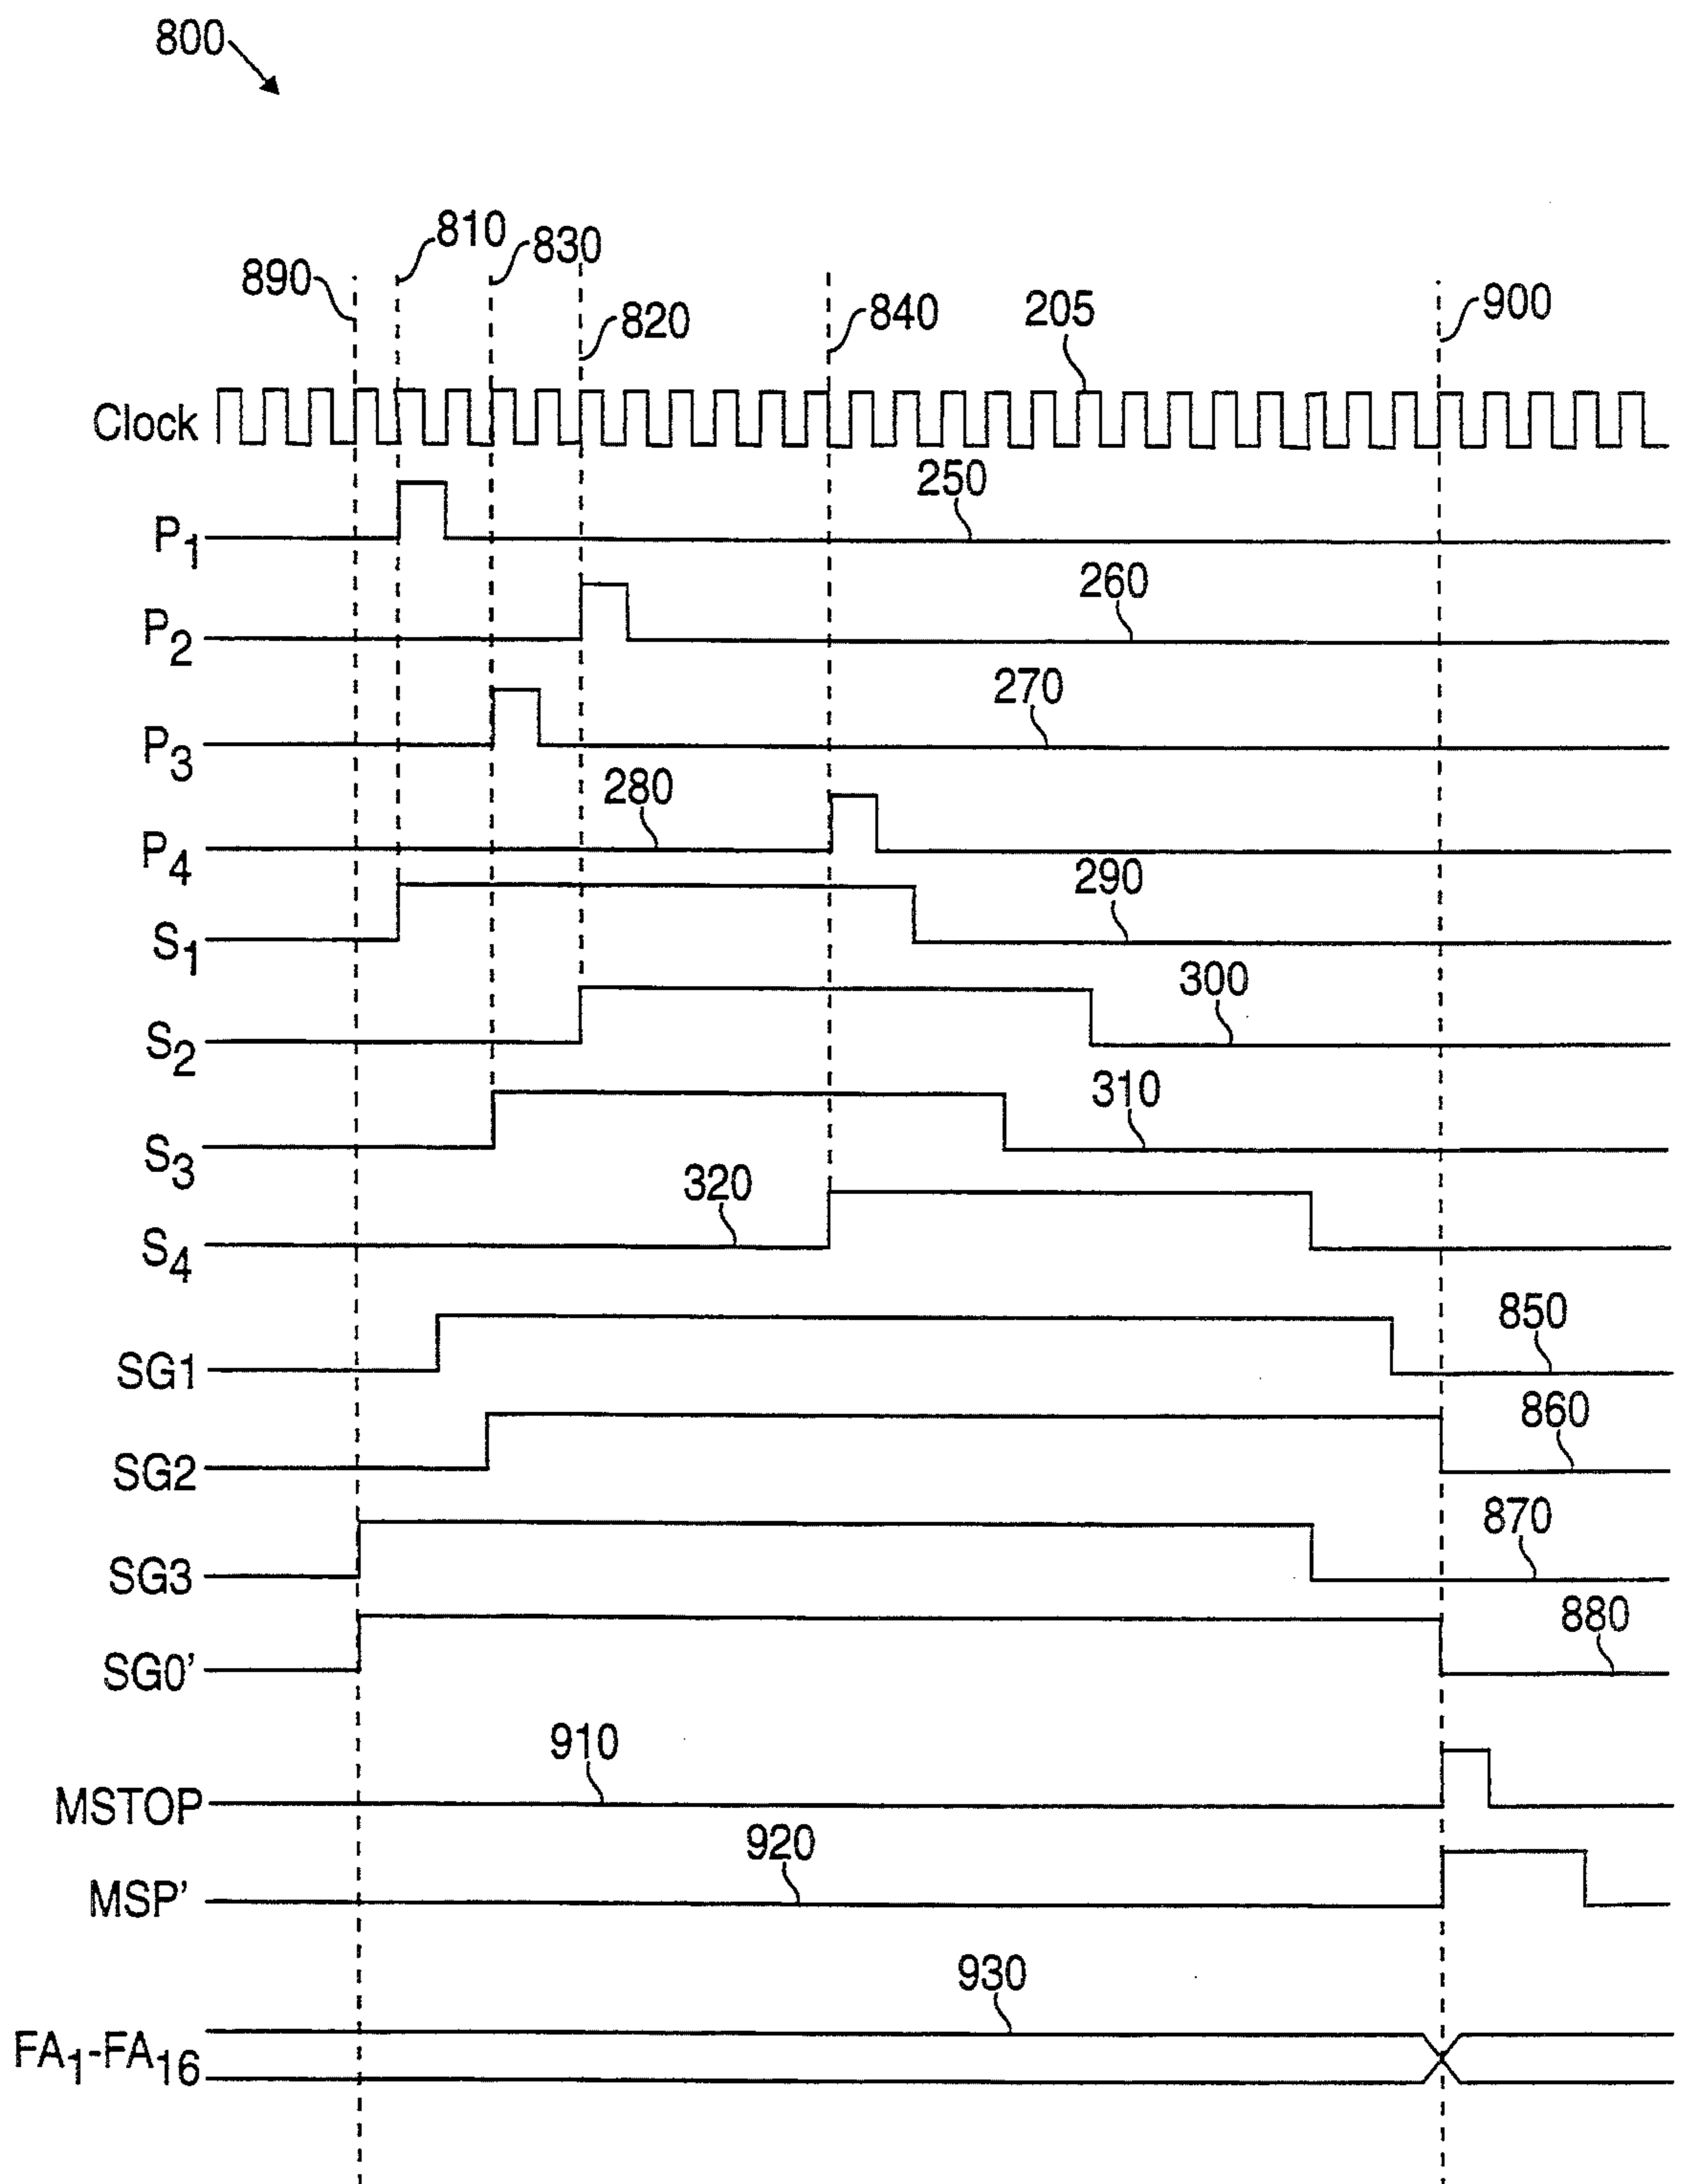 800
810
830
890
820
840
205
900
Clock
250
P1
260
P2
270
P3
280
P4
290
S1
300
S2
310
S3
320
S4
850
SG1
860
SG2
870
SG3
880
SG0'
910
MSTOP
920
MSP'
930
FA1-FA16